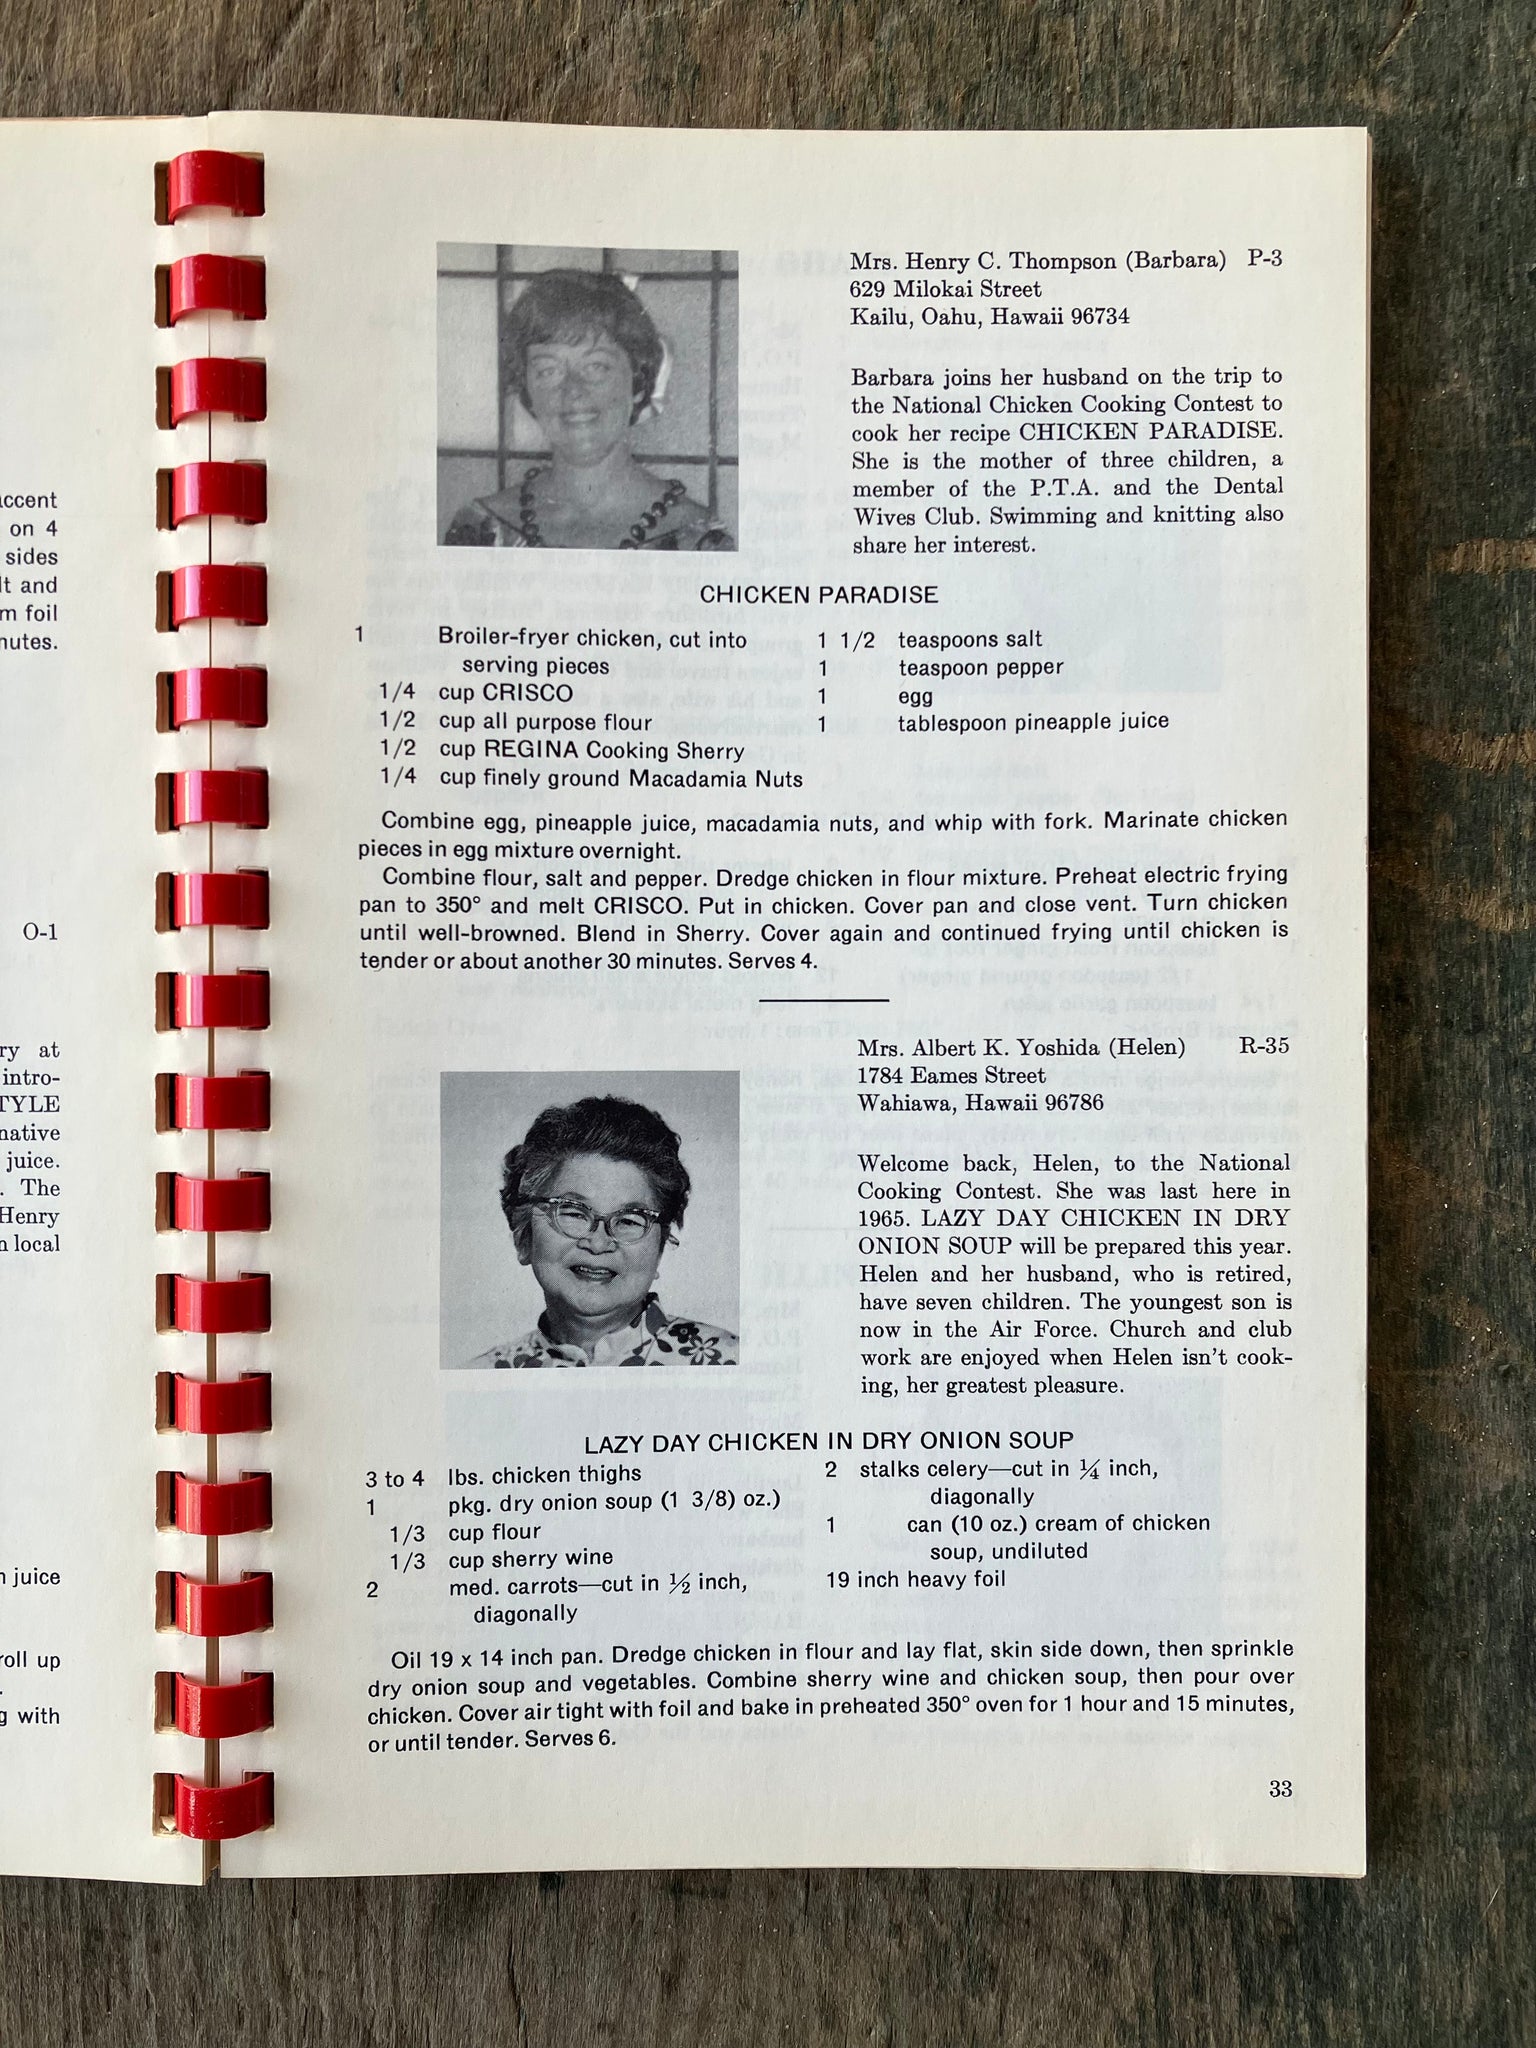 accent
on 4
sides
lt and
m foil
nutes.
O-1
ry at
intro-
TYLE
native
juice.
. The
Henry
n local
n juice
roll up
.
g with
Mrs. Henry C. Thompson (Barbara) P-3
629 Milokai Street
Kailu, Oahu, Hawaii 96734
Barbara joins her husband on the trip to
the National Chicken Cooking Contest to
cook her recipe CHICKEN PARADISE.
She is the mother of three children, a
member of the P.T.A. and the Dental
Wives Club. Swimming and knitting also
share her interest.
CHICKEN PARADISE
1 Broiler-fryer chicken, cut into
serving pieces
1/4 cup CRISCO
1/2 cup all purpose flour
1/2 cup REGINA Cooking Sherry
1/4 cup finely ground Macadamia Nuts
1 1/2 teaspoons salt
1 teaspoon pepper
1 egg
1 tablespoon pineapple juice
Combine egg, pineapple juice, macadamia nuts, and whip with fork. Marinate chicken
pieces in egg mixture overnight.
Combine flour, salt and pepper. Dredge chicken in flour mixture. Preheat electric frying
pan to 350° and melt CRISCO. Put in chicken. Cover pan and close vent. Turn chicken
until well-browned. Blend in Sherry. Cover again and continued frying until chicken is
tender or about another 30 minutes. Serves 4.
Mrs. Albert K. Yoshida (Helen) R-35
1784 Eames Street
Wahiawa, Hawaii 96786
Welcome back, Helen, to the National
Cooking Contest. She was last here in
1965. LAZY DAY CHICKEN IN DRY
ONION SOUP will be prepared this year.
Helen and her husband, who is retired,
have seven children. The youngest son is
now in the Air Force. Church and club
work are enjoyed when Helen isn't cook-
ing, her greatest pleasure.
LAZY DAY CHICKEN IN DRY ONION SOUP
3 to 4 lbs. chicken thighs
1 pkg. dry onion soup (1 3/8) oz.)
1/3 cup flour
1/3 cup sherry wine
2 med. carrots—cut in ½ inch,
diagonally
2 stalks celery—cut in ¼ inch,
diagonally
1 can (10 oz.) cream of chicken
soup, undiluted
19 inch heavy foil
Oil 19 x 14 inch pan. Dredge chicken in flour and lay flat, skin side down, then sprinkle
dry onion soup and vegetables. Combine sherry wine and chicken soup, then pour over
chicken. Cover air tight with foil and bake in preheated 350° oven for 1 hour and 15 minutes,
or until tender. Serves 6.
33